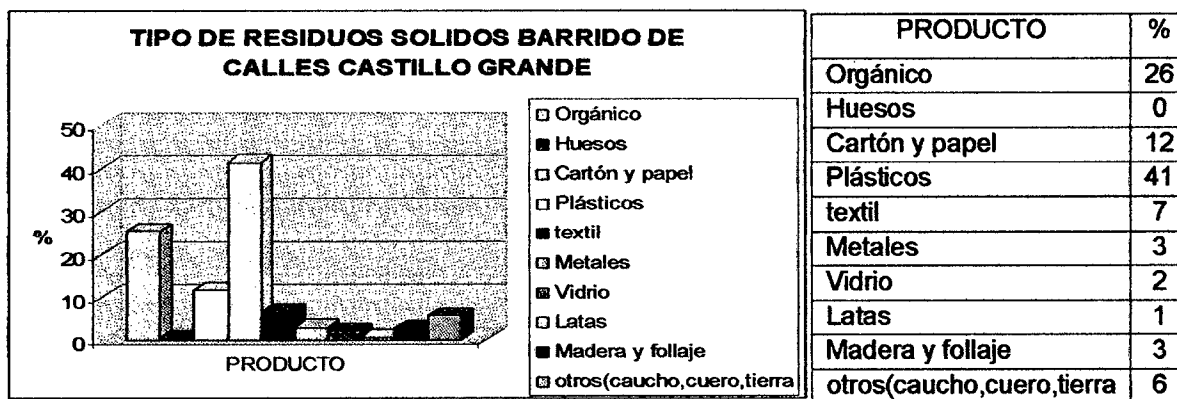 TIPO DE RESIDUOS SOLIDOS BARRIDO DE
CALLES CASTILLO GRANDE
50
40
30
20
10
0
%
PRODUCTO
Orgánico
Huesos
Cartón y papel
Plásticos
textil
Metales
Vidrio
Latas
Madera y follaje
otros(caucho,cuero,tierra
PRODUCTO %
Orgánico 26
Huesos 0
Cartón y papel 12
Plásticos 41
textil 7
Metales 3
Vidrio 2
Latas 1
Madera y follaje 3
otros(caucho,cuero,tierra 6